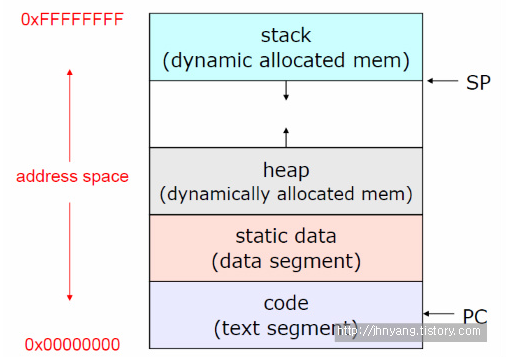 0xFFFFFFFF
stack
(dynamic allocated mem)
SP
address space
heap
(dynamically allocated mem)
static data
(data segment)
code
(text segment)
PC
http://jhnyang.tistory.com
0x00000000